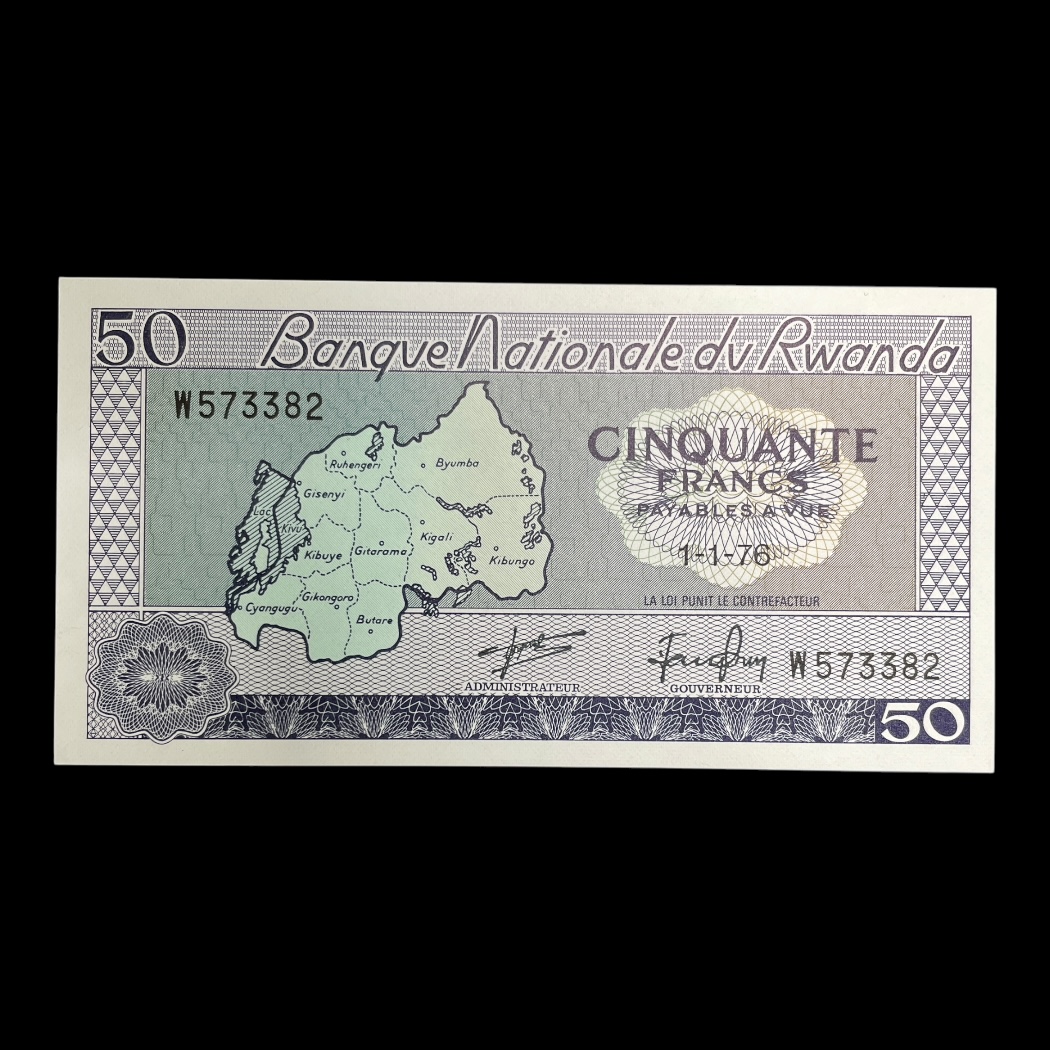 50 Banque Nationale du Rwanda
W573382
CINQUANTE
FRANCS
PAYABLES A VUE
1-1-76
LA LOI PUNIT LE CONTREFACTEUR
Ruhengeri
Byumba
Gisenyi
Lac
Kivu
Kibuye
Gitarama
Kigali
Kibungo
Cyangugu
Gikongoro
Butare
ADMINISTRATEUR
GOUVERNEUR
W573382
50